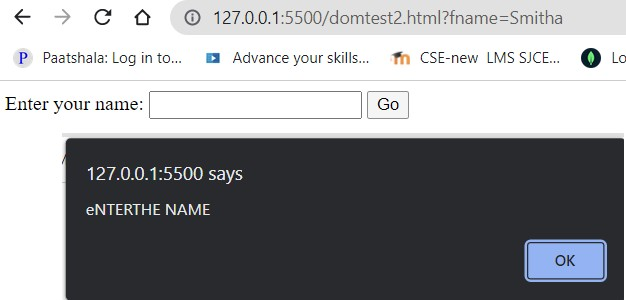 127.0.0.1:5500/domtest2.html?fname=Smitha
P Paatshala: Log in to... Advance your skills... CSE-new LMS SJCE... Lo
Enter your name: Go
127.0.0.1:5500 says
eNTERTHE NAME
OK